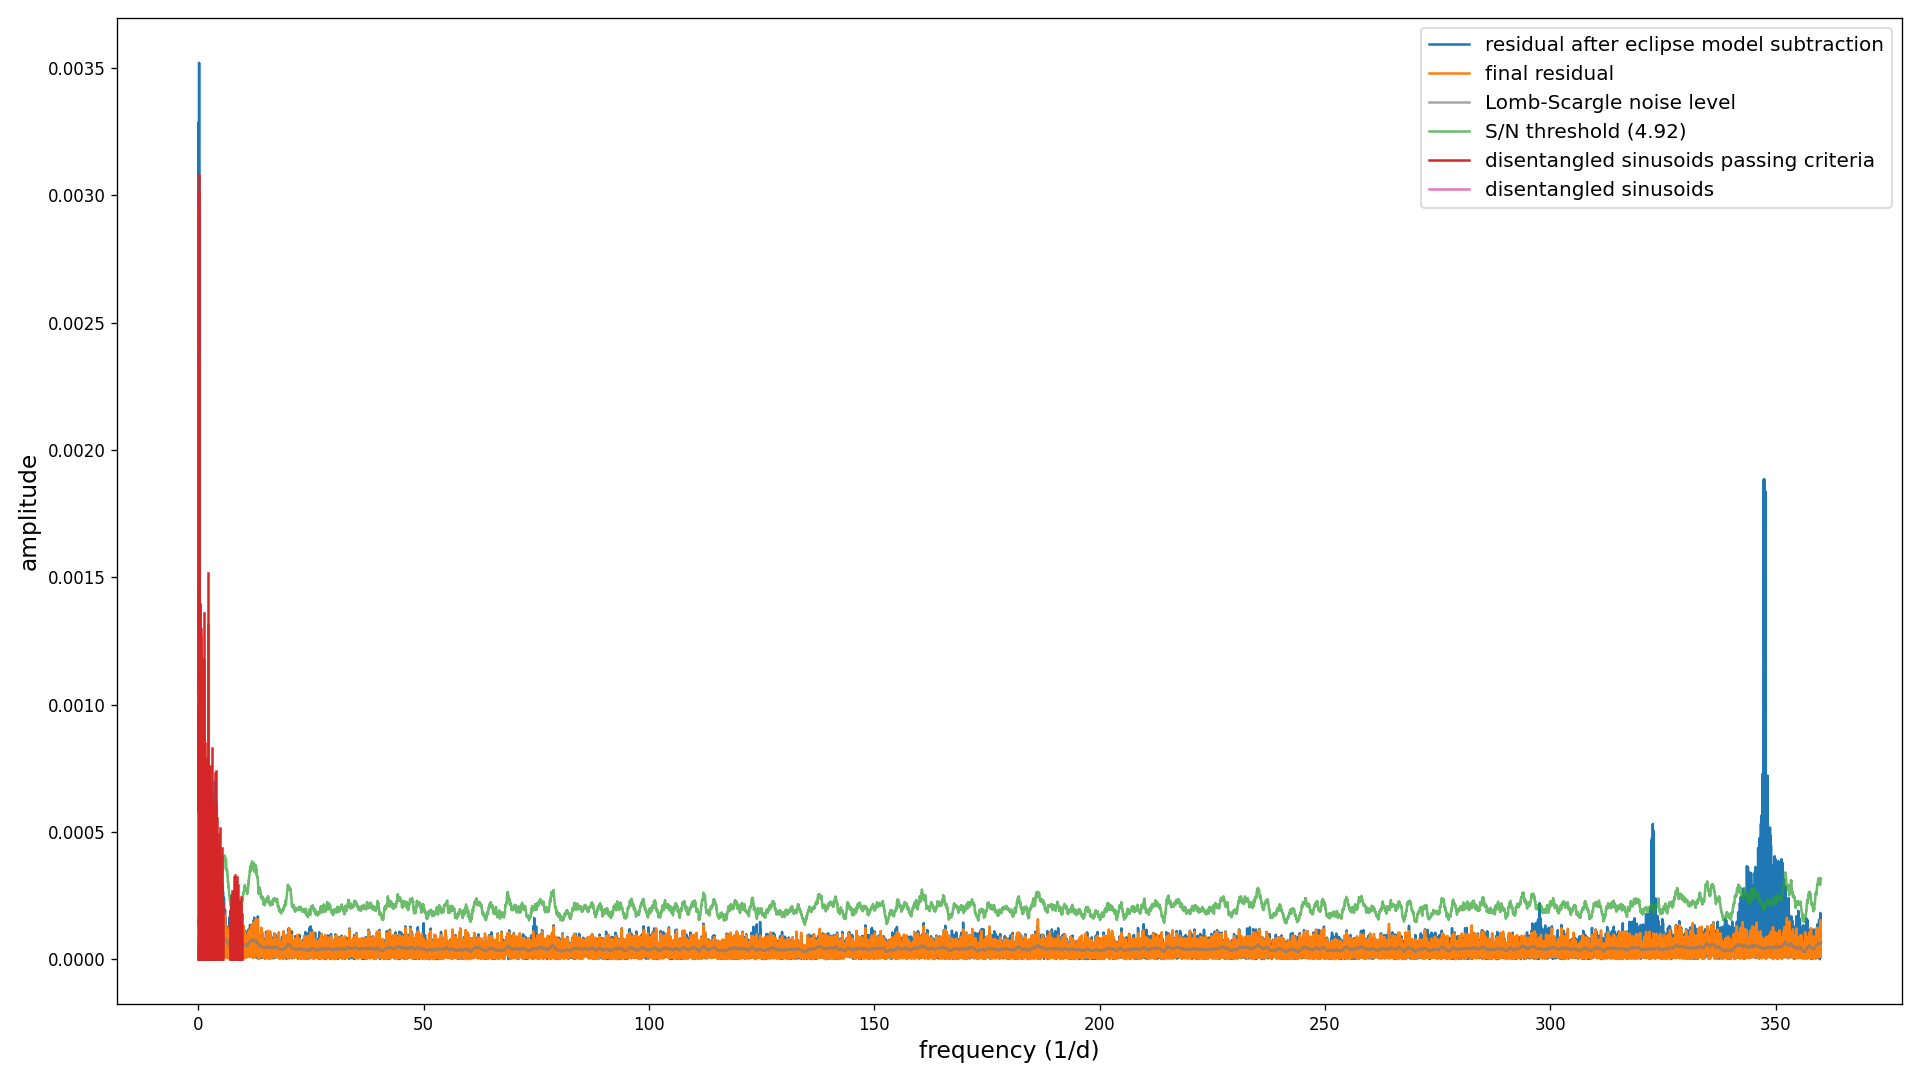 residual after eclipse model subtraction
final residual
Lomb-Scargle noise level
S/N threshold (4.92)
disentangled sinusoids passing criteria
disentangled sinusoids
0.0035
0.0030
0.0025
0.0020
0.0015
0.0010
0.0005
0.0000
amplitude
0 50 100 150 200 250 300 350
frequency (1/d)